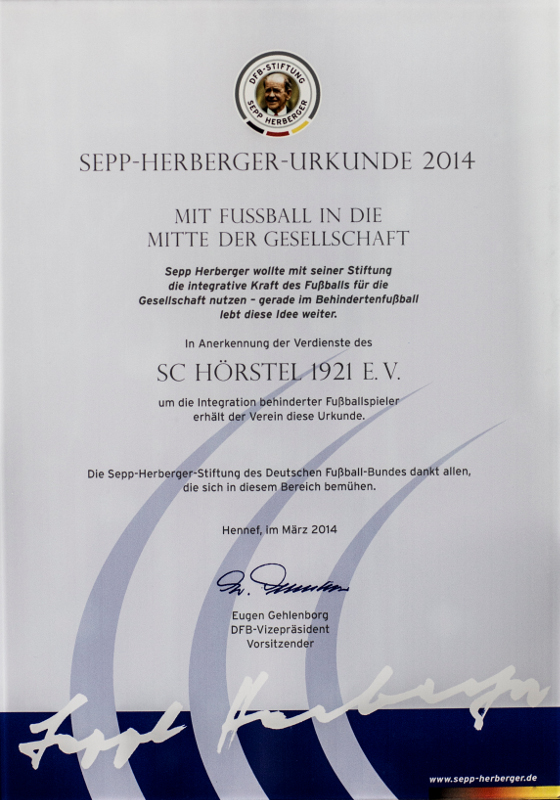 DFB-STIFTUNG
SEPP HERBERGER
SEPP-HERBERGER-URKUNDE 2014
MIT FUSSBALL IN DIE
MITTE DER GESELLSCHAFT
Sepp Herberger wollte mit seiner Stiftung
die integrative Kraft des Fußballs für die
Gesellschaft nutzen – gerade im Behindertenfußball
lebt diese Idee weiter.
In Anerkennung der Verdienste des
SC HÖRSTEL 1921 E. V.
um die Integration behinderter Fußballspieler
erhält der Verein diese Urkunde.
Die Sepp-Herberger-Stiftung des Deutschen Fußball-Bundes dankt allen,
die sich in diesem Bereich bemühen.
Hennef, im März 2014
Eugen Gehlenborg
DFB-Vizepräsident
Vorsitzender
Seppl Herberger
www.sepp-herberger.de